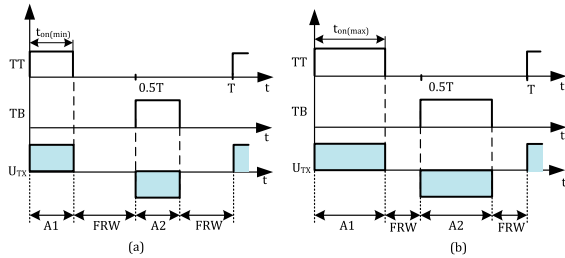 t_on(min)
TT
0.5T
T
t
TB
t
U_TX
t
A1
FRW
A2
FRW
(a)
t_on(max)
TT
0.5T
T
t
TB
t
U_TX
t
A1
FRW
A2
FRW
(b)